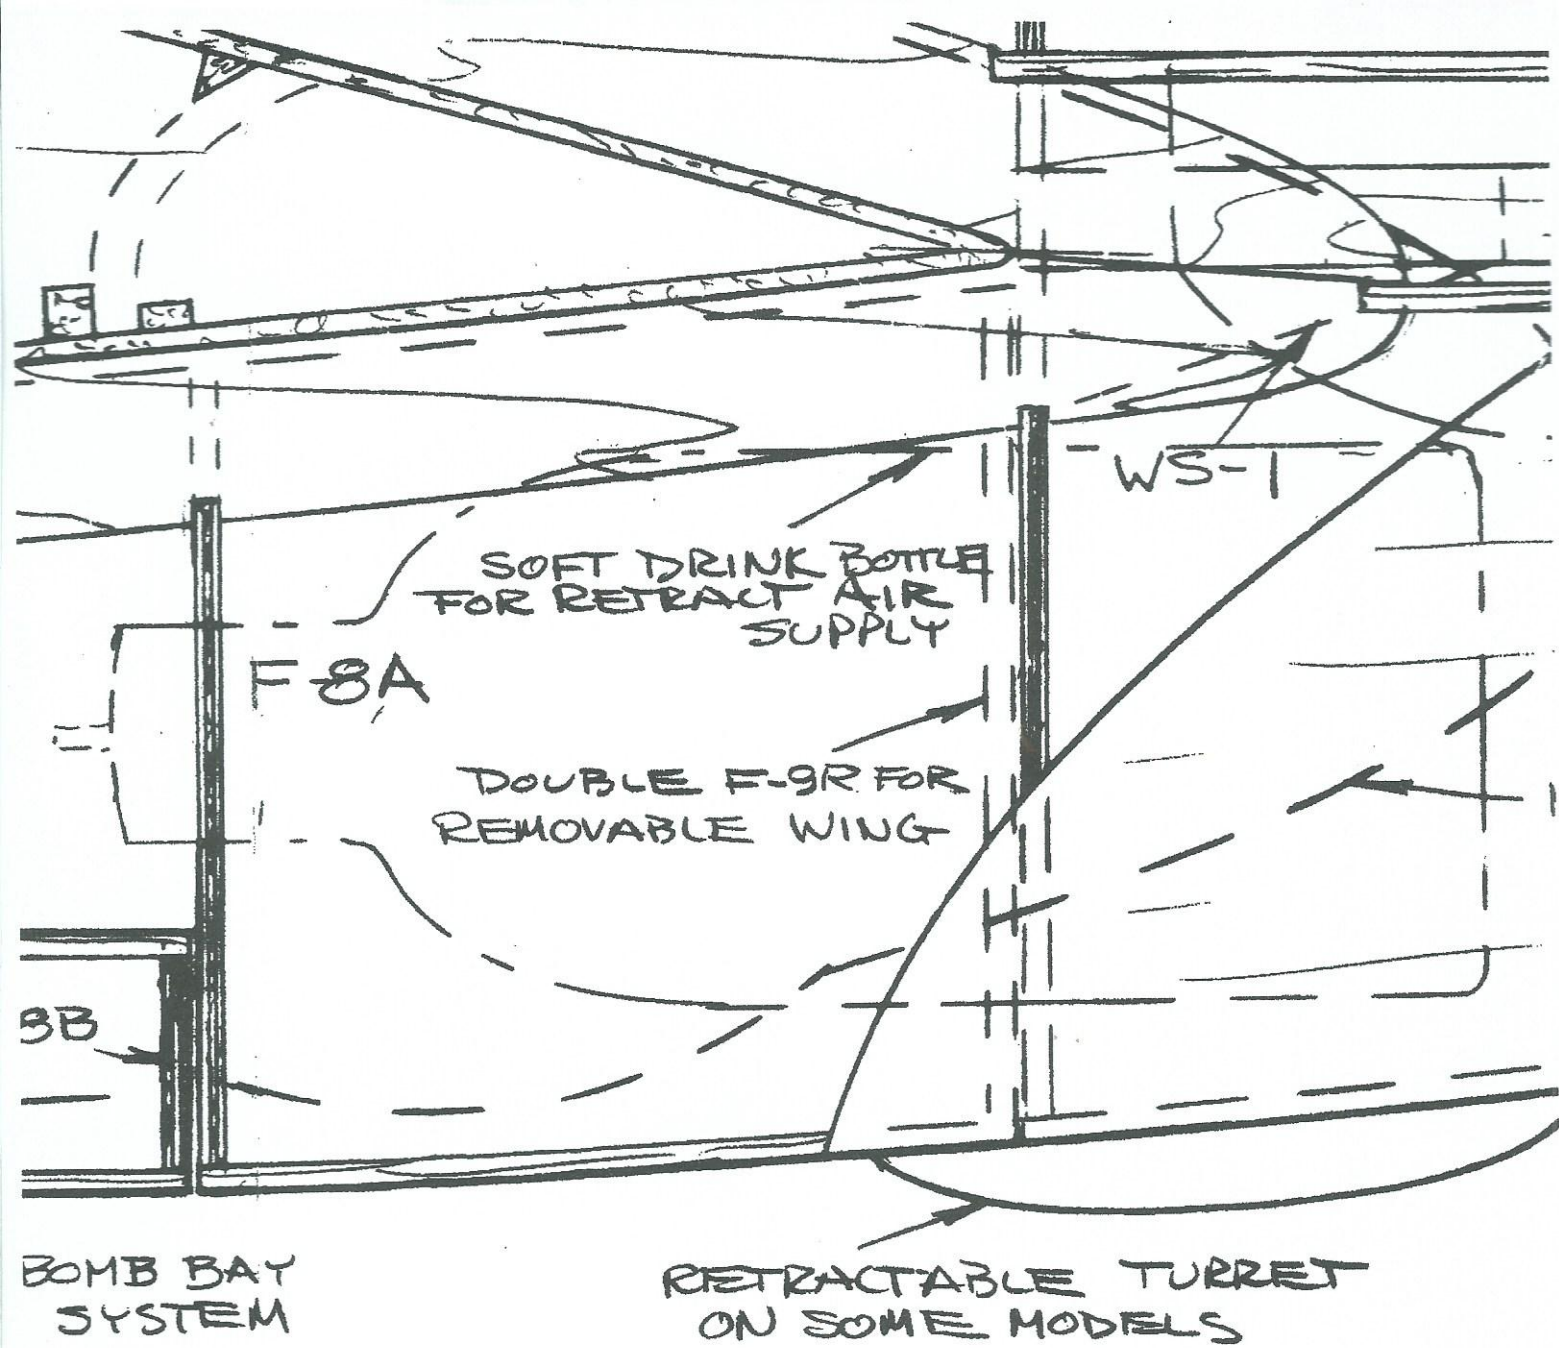 WS-1
SOFT DRINK BOTTLE
FOR RETRACT AIR
SUPPLY
F-8A
DOUBLE F-9R FOR
REMOVABLE WING
BOMB BAY
SYSTEM
RETRACTABLE TURRET
ON SOME MODELS